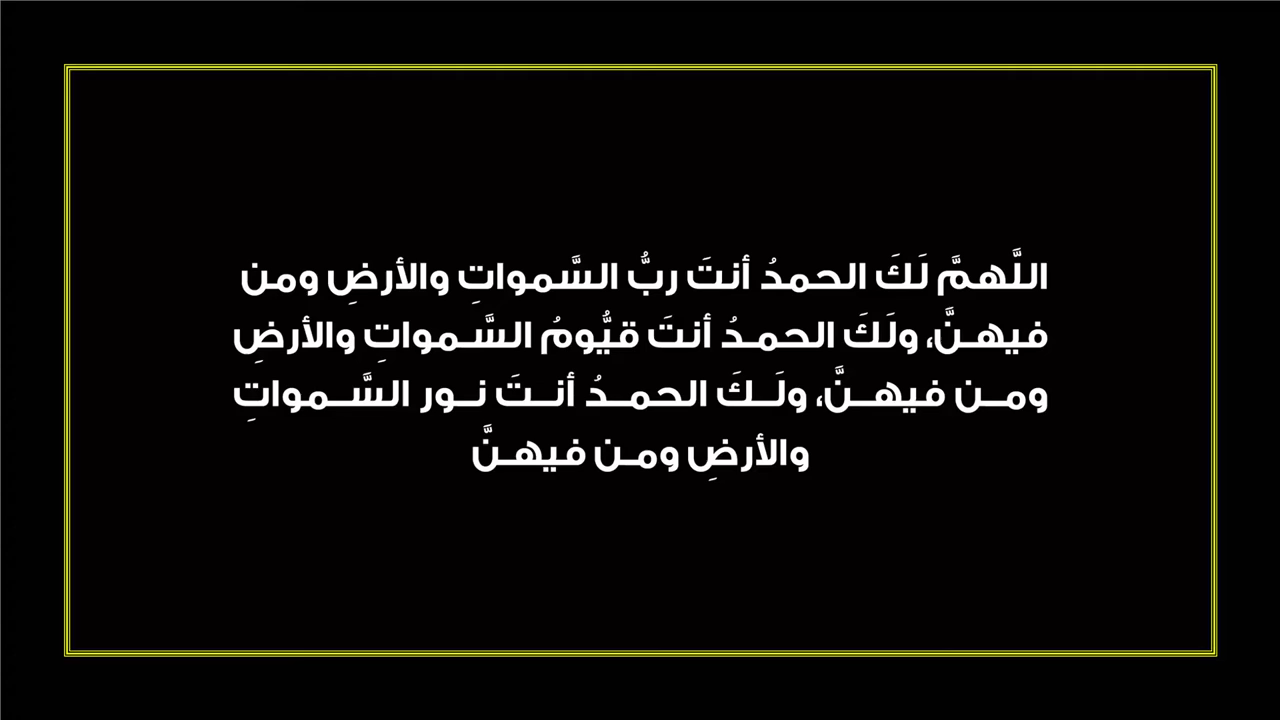 اللَّهمَّ لَكَ الحمدُ أنتَ ربُّ السَّمواتِ والأرضِ ومن
فيهنَّ، ولَكَ الحمدُ أنتَ قيُّومُ السَّمواتِ والأرضِ
ومن فيهنَّ، ولَكَ الحمدُ أنتَ نور السَّمواتِ
والأرضِ ومن فيهنَّ